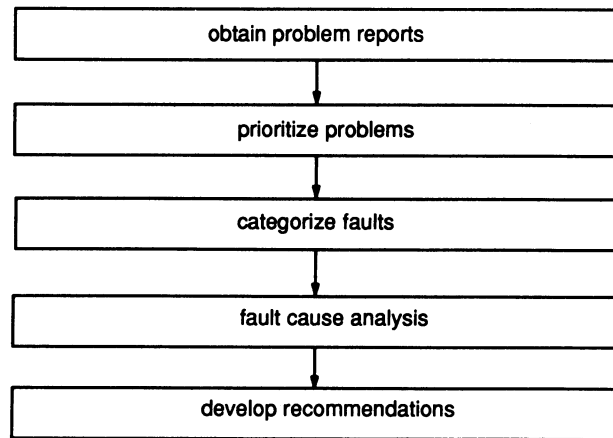 obtain problem reports
prioritize problems
categorize faults
fault cause analysis
develop recommendations